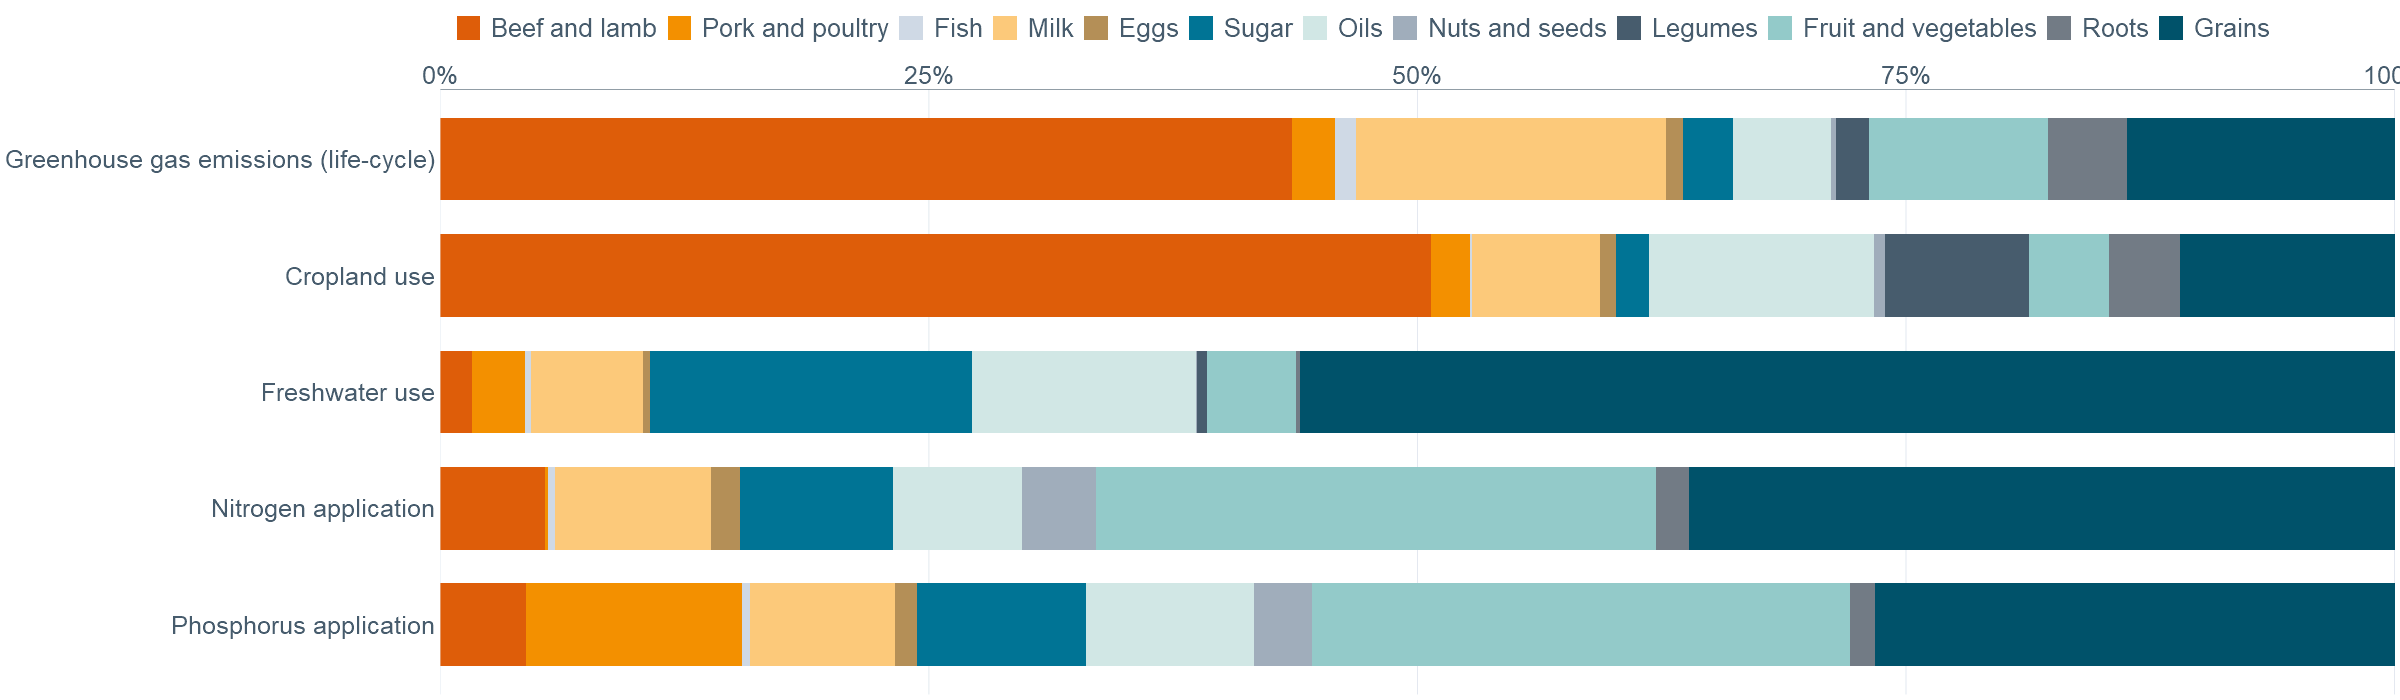 Beef and lamb Pork and poultry Fish Milk Eggs Sugar Oils Nuts and seeds Legumes Fruit and vegetables Roots Grains
0% 25% 50% 75% 100
Greenhouse gas emissions (life-cycle)
Cropland use
Freshwater use
Nitrogen application
Phosphorus application